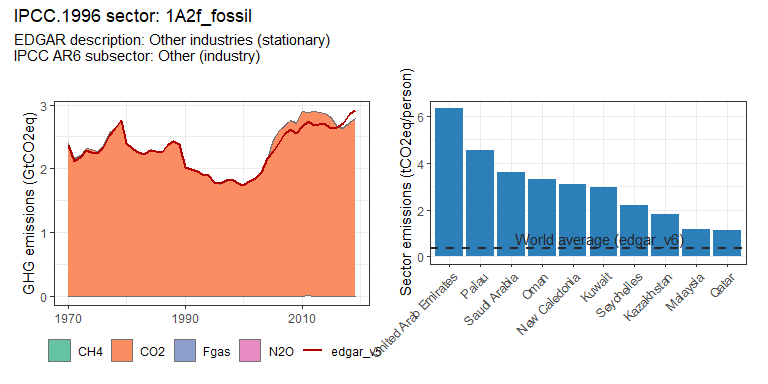 IPCC.1996 sector: 1A2f_fossil
EDGAR description: Other industries (stationary)
IPCC AR6 subsector: Other (industry)
GHG emissions (GtCO2eq)
3
2
1
0
1970
1990
2010
CH4
CO2
Fgas
N2O
edgar_v5
Sector emissions (tCO2eq/person)
6
4
2
0
World average (edgar_v6)
United Arab Emirates
Palau
Saudi Arabia
Oman
New Caledonia
Kuwait
Seychelles
Kazakhstan
Malaysia
Qatar